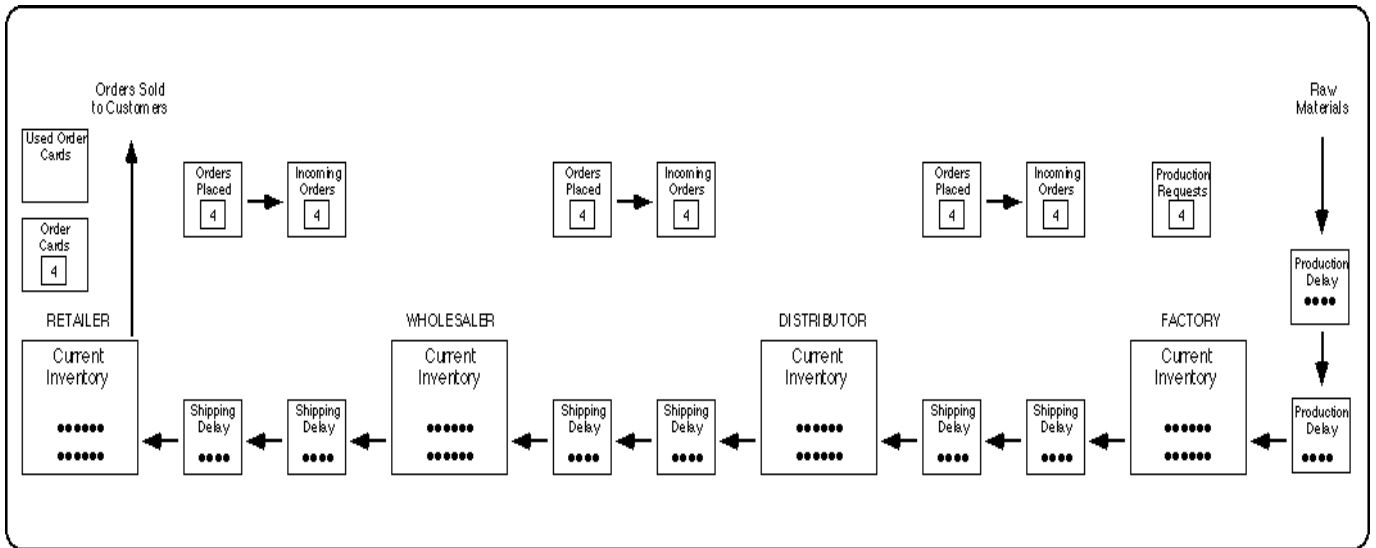 Orders Sold
to Customers
Raw
Materials
Used Order
Cards
Orders
Placed
4
Incoming
Orders
4
Orders
Placed
4
Incoming
Orders
4
Orders
Placed
4
Incoming
Orders
4
Production
Requests
4
Order
Cards
4
Production
Delay
RETAILER
WHOLESALER
DISTRIBUTOR
FACTORY
Current
Inventory
Shipping
Delay
Shipping
Delay
Current
Inventory
Shipping
Delay
Shipping
Delay
Current
Inventory
Shipping
Delay
Shipping
Delay
Current
Inventory
Production
Delay